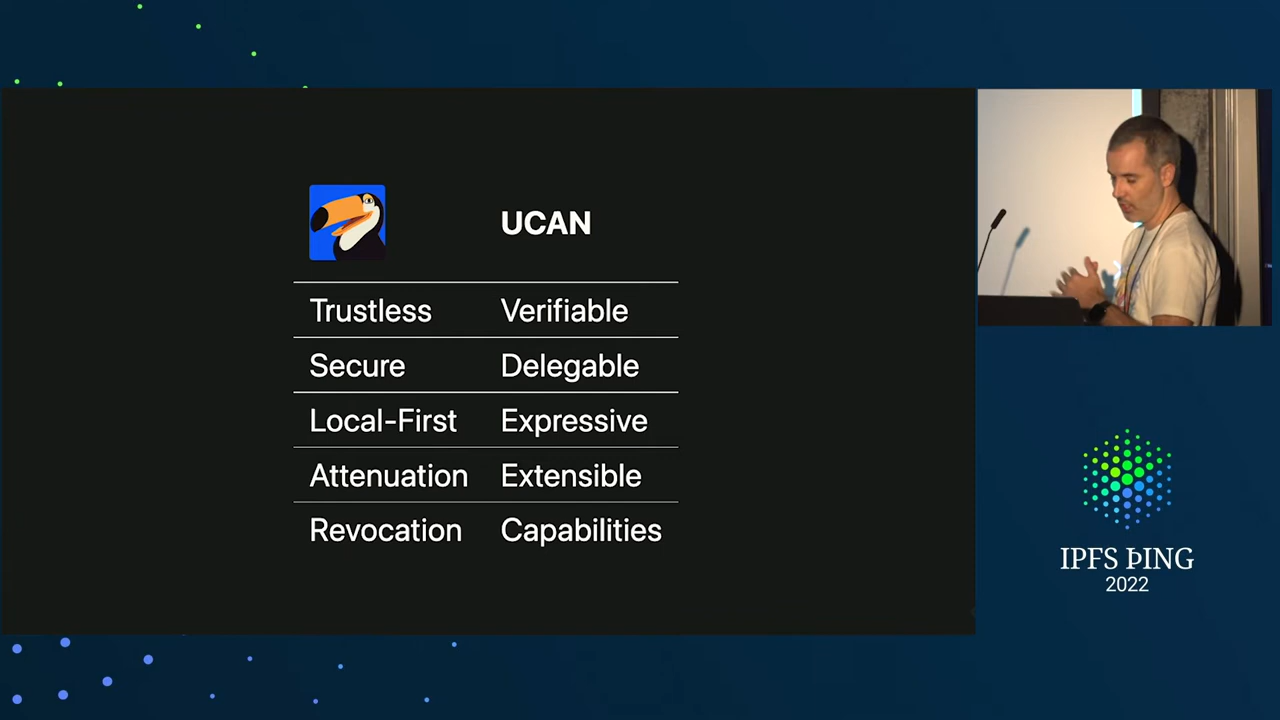 UCAN
Trustless Verifiable
Secure Delegable
Local-First Expressive
Attenuation Extensible
Revocation Capabilities
IPFS ÞING
2022